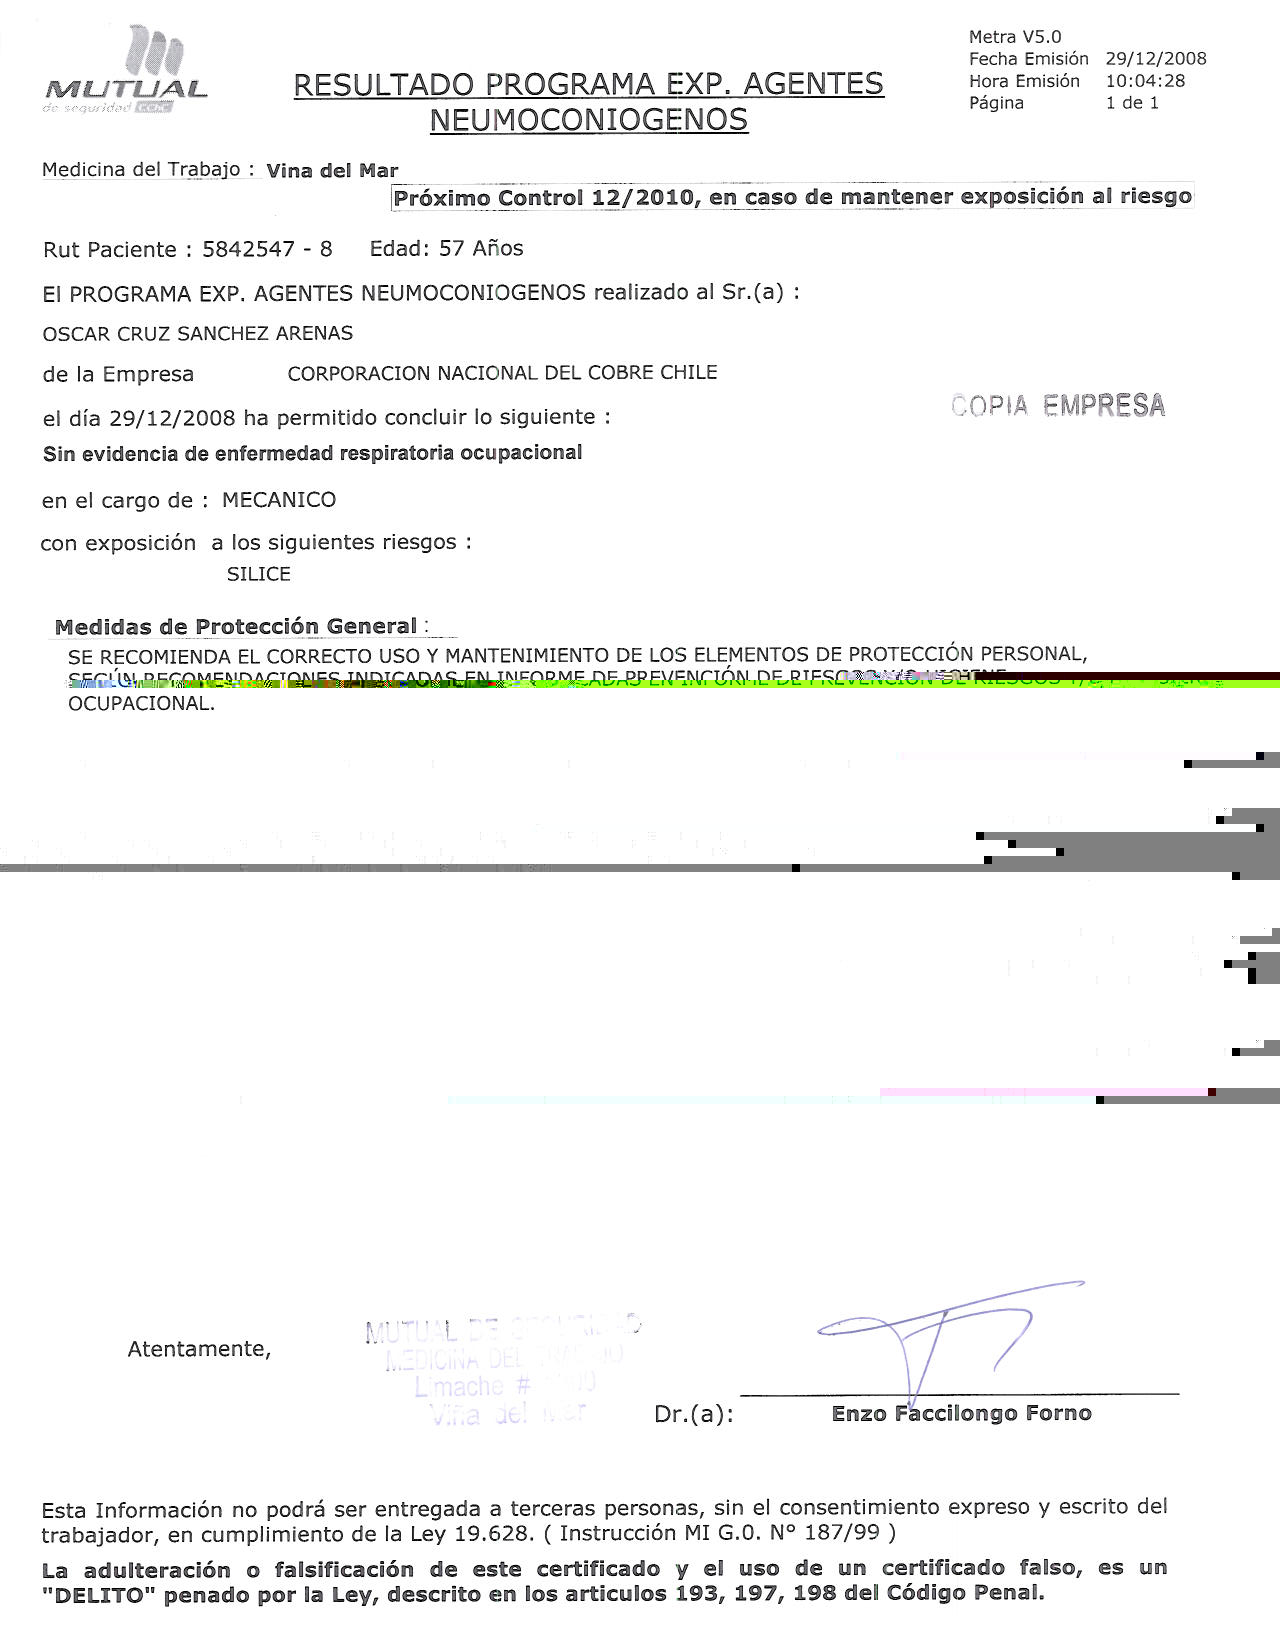 MUTUAL
de seguridad CChC
RESULTADO PROGRAMA EXP. AGENTES
NEUMOCONIOGENOS
Metra V5.0
Fecha Emisión 29/12/2008
Hora Emisión 10:04:28
Página 1 de 1
Medicina del Trabajo : Vina del Mar
Próximo Control 12/2010, en caso de mantener exposición al riesgo
Rut Paciente : 5842547 - 8 Edad: 57 Años
El PROGRAMA EXP. AGENTES NEUMOCONIOGENOS realizado al Sr.(a) :
OSCAR CRUZ SANCHEZ ARENAS
de la Empresa CORPORACION NACIONAL DEL COBRE CHILE
el día 29/12/2008 ha permitido concluir lo siguiente :
COPIA EMPRESA
Sin evidencia de enfermedad respiratoria ocupacional
en el cargo de : MECANICO
con exposición a los siguientes riesgos :
SILICE
Medidas de Protección General :
SE RECOMIENDA EL CORRECTO USO Y MANTENIMIENTO DE LOS ELEMENTOS DE PROTECCIÓN PERSONAL,
SEGÚN RECOMENDACIONES INDICADAS EN INFORME DE PREVENCIÓN DE RIESGOS Y/O HIGIENE
OCUPACIONAL.
Atentamente,
MUTUAL DE SEGURIDAD
MEDICINA DEL TRABAJO
Limache #
Viña del Mar
Dr.(a): Enzo Faccilongo Forno
Esta Información no podrá ser entregada a terceras personas, sin el consentimiento expreso y escrito del
trabajador, en cumplimiento de la Ley 19.628. ( Instrucción MI G.O. N° 187/99 )
La adulteración o falsificación de este certificado y el uso de un certificado falso, es un
"DELITO" penado por la Ley, descrito en los articulos 193, 197, 198 del Código Penal.